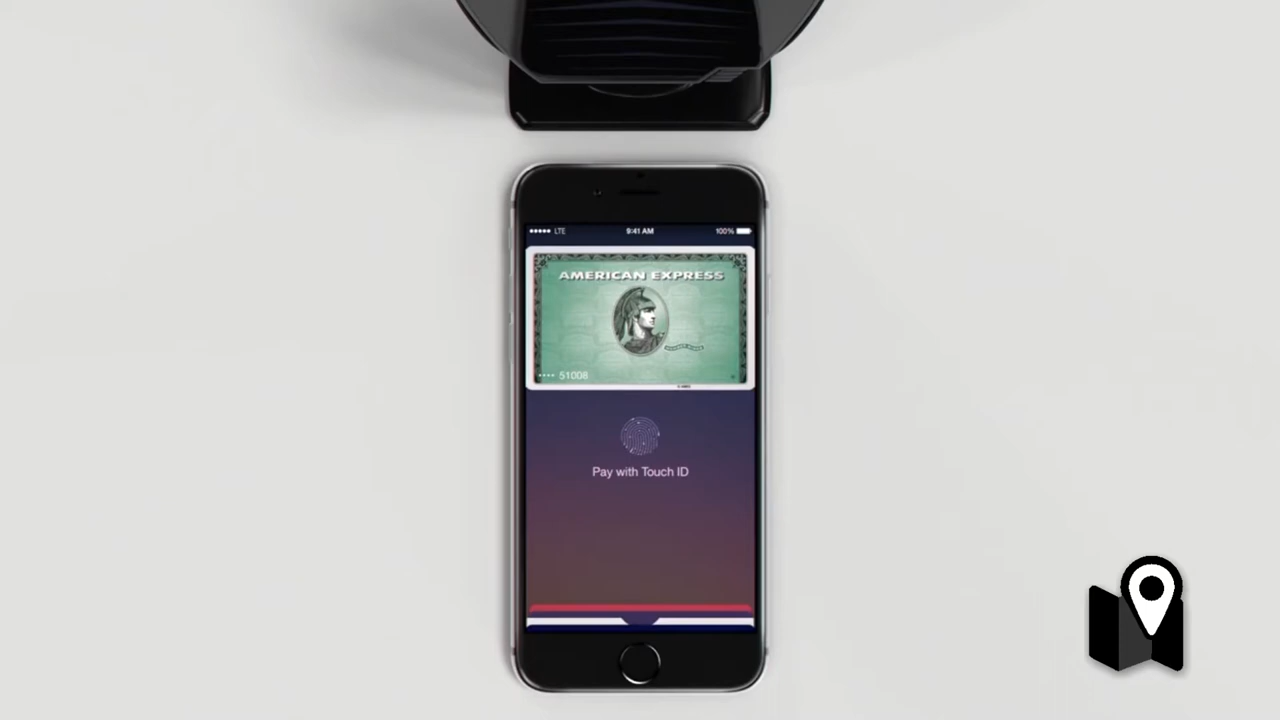 LTE 9:41 AM 100%
AMERICAN EXPRESS
•••• 51008
Pay with Touch ID